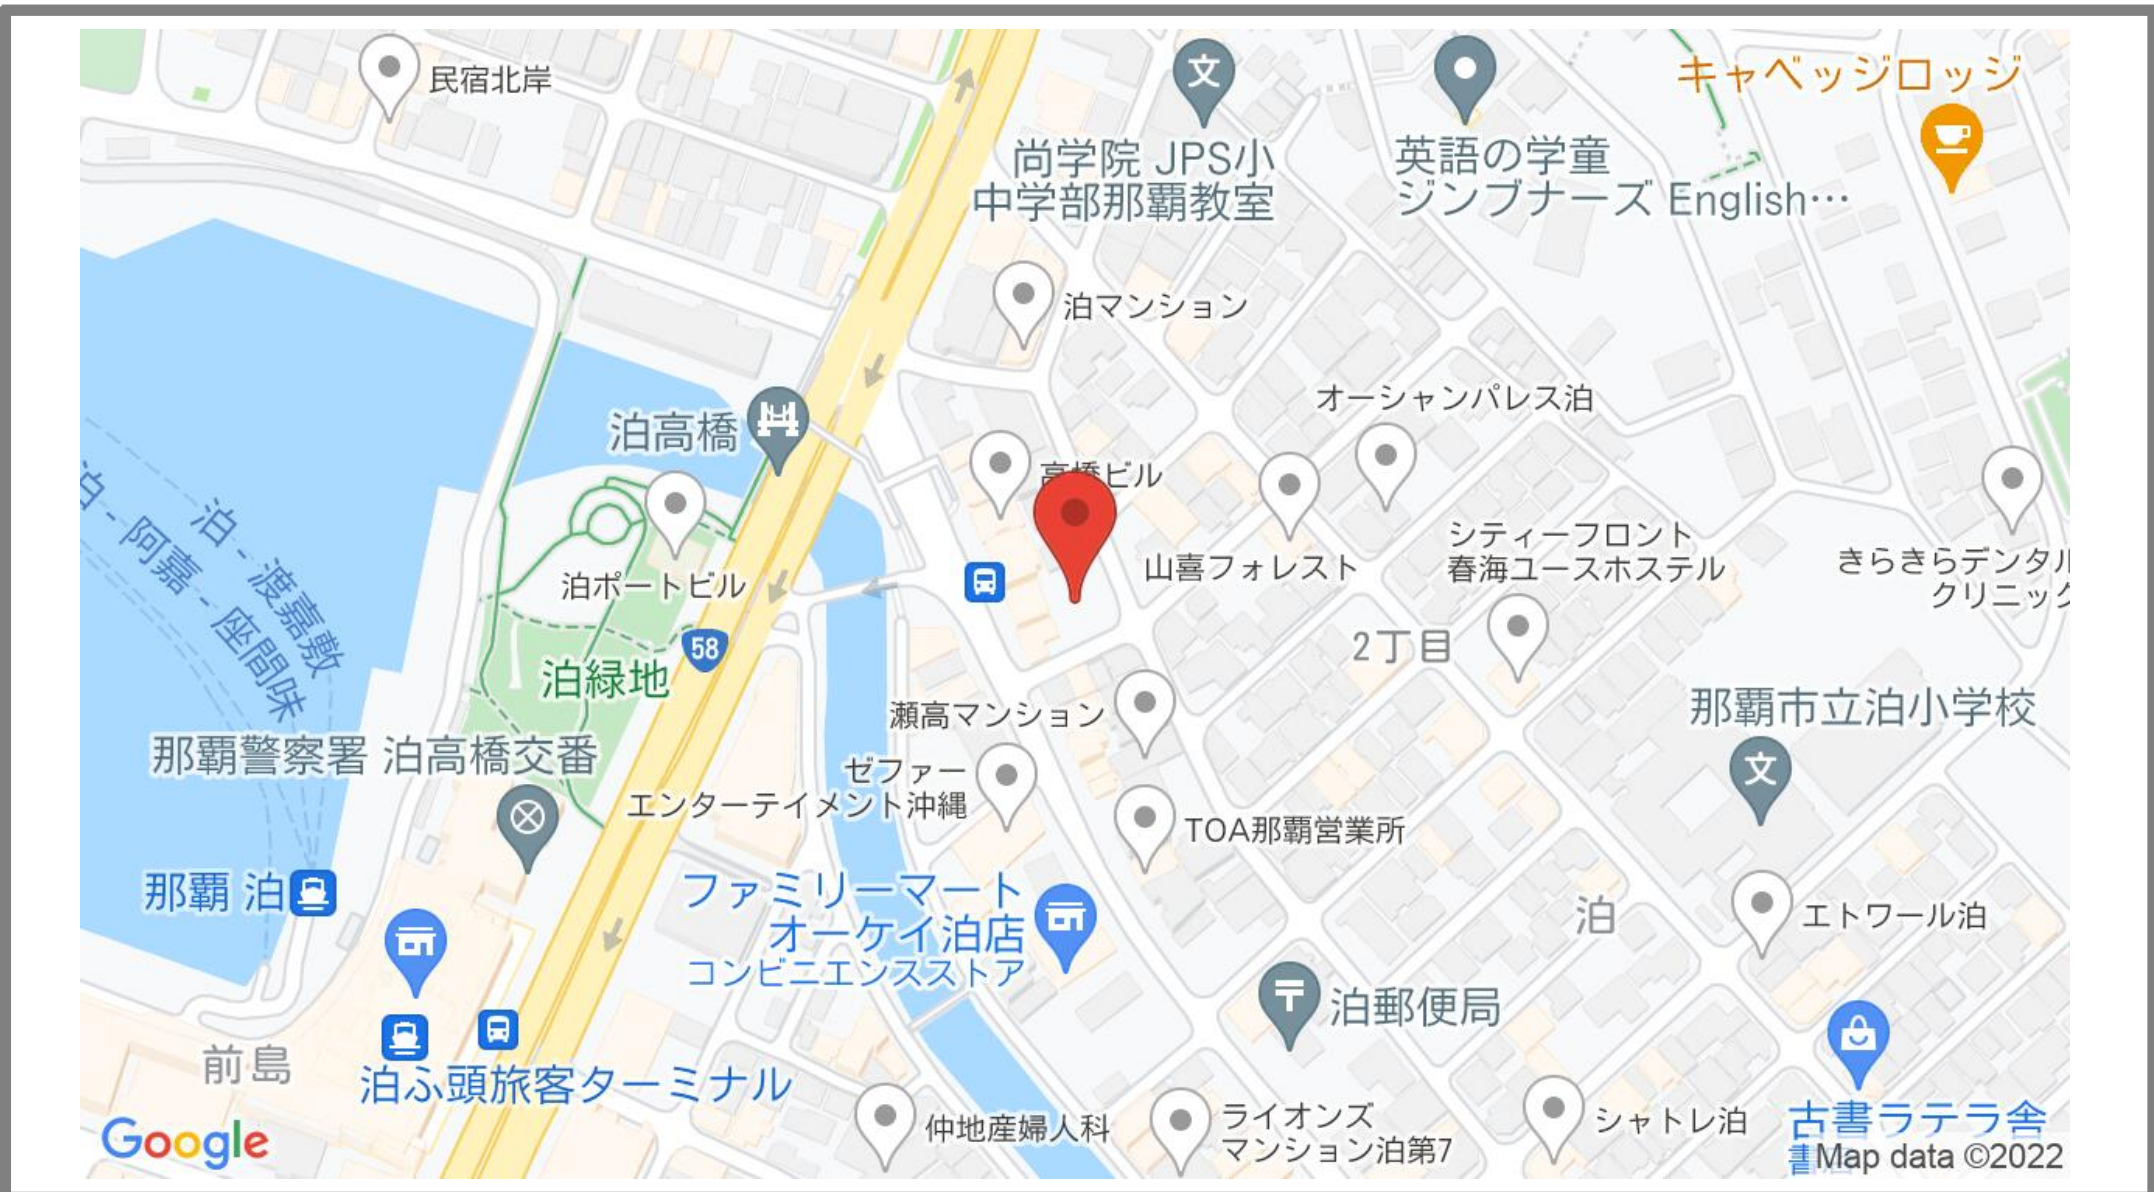 民宿北岸
キャベッジロッジ
尚学院 JPS小
中学部那覇教室
英語の学童
ジンブナーズ English…
泊マンション
オーシャンパレス泊
泊高橋
高橋ビル
泊 - 渡嘉敷
泊 - 阿嘉 - 座間味
泊ポートビル
山喜フォレスト
シティーフロント
春海ユースホステル
きらきらデンタル
クリニック
58
2丁目
泊緑地
瀬高マンション
那覇市立泊小学校
文
文
那覇警察署 泊高橋交番
ゼファー
エンターテイメント沖縄
TOA那覇営業所
那覇 泊
ファミリーマート
オーケイ泊店
コンビニエンスストア
泊
エトワール泊
泊郵便局
前島
泊ふ頭旅客ターミナル
仲地産婦人科
ライオンズ
マンション泊第7
シャトレ泊
古書ラテラ舎
Google
Map data ©2022